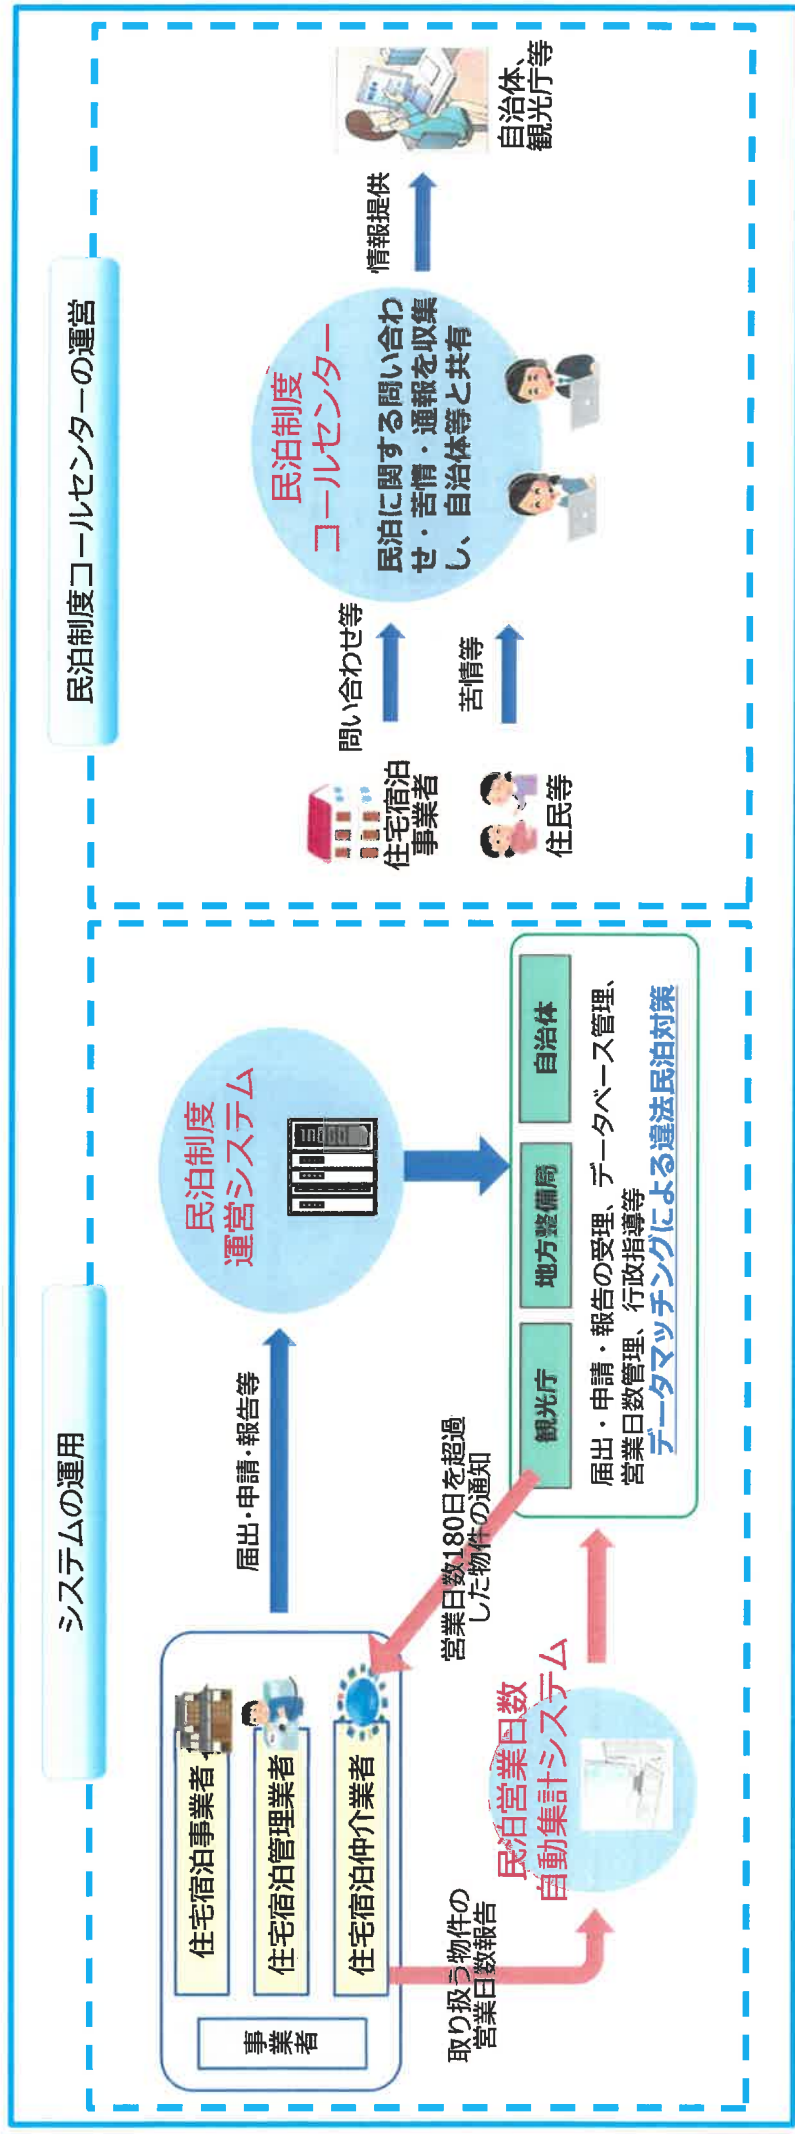 システムの運用
事業者
住宅宿泊事業者
住宅宿泊管理業者
住宅宿泊仲介業者
届出・申請・報告等
民泊制度
運営システム
取り扱う物件の
営業日数報告
民泊営業日数
自動集計システム
営業日数180日を超過
した物件の通知
観光庁
地方整備局
自治体
届出・申請・報告の受理、データベース管理、
営業日数管理、行政指導等
データマッチングによる違法民泊対策
民泊制度コールセンターの運営
住宅宿泊
事業者
住民等
問い合わせ等
苦情等
民泊制度
コールセンター
民泊に関する問い合わ
せ・苦情・通報を収集
し、自治体等と共有
情報提供
自治体、
観光庁等